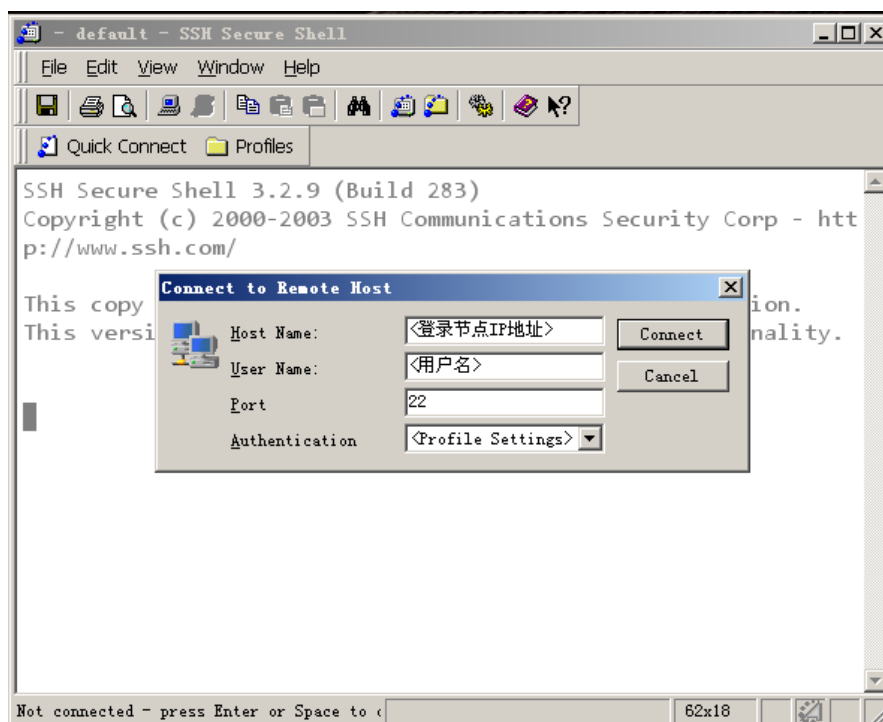 - default - SSH Secure Shell
File Edit View Window Help
Quick Connect Profiles
SSH Secure Shell 3.2.9 (Build 283)
Copyright (c) 2000-2003 SSH Communications Security Corp - htt
p://www.ssh.com/
This copy ion.
This versi nality.
Connect to Remote Host
Host Name: <登录节点IP地址> Connect
User Name: <用户名> Cancel
Port 22
Authentication <Profile Settings>
Not connected - press Enter or Space to 62x18